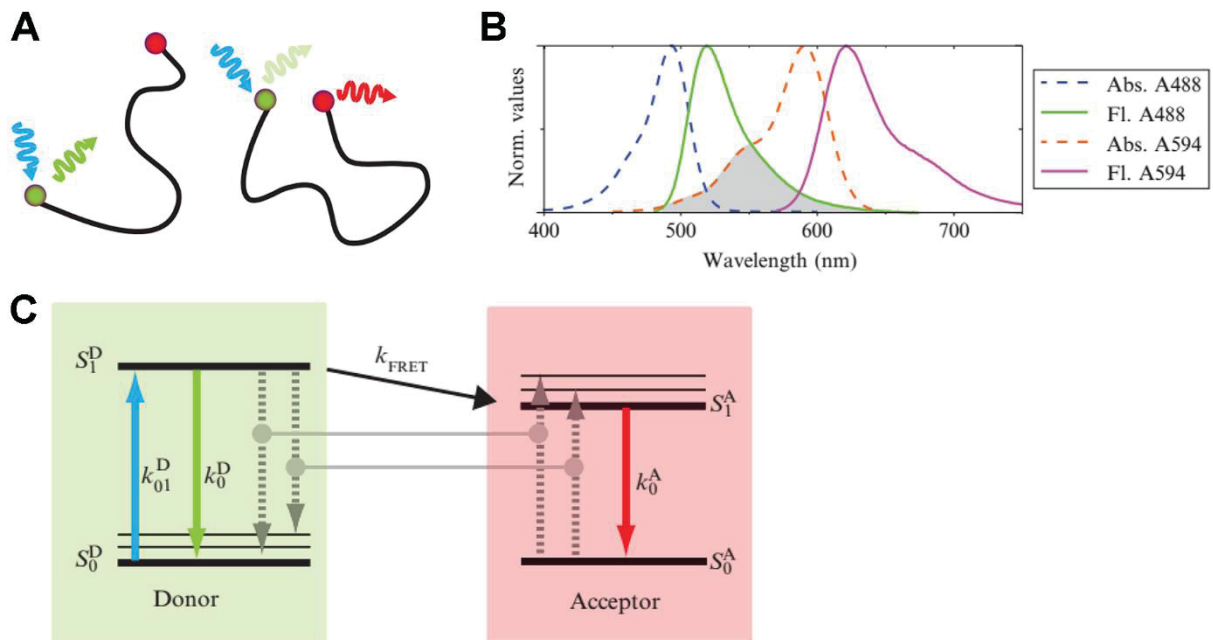 A
B
Norm. values
400
500
600
700
Wavelength (nm)
Abs. A488
Fl. A488
Abs. A594
Fl. A594
C
S₁ᴰ
k_FRET
S₁ᴬ
k₀₁ᴰ
k₀ᴰ
k₀ᴬ
S₀ᴰ
S₀ᴬ
Donor
Acceptor